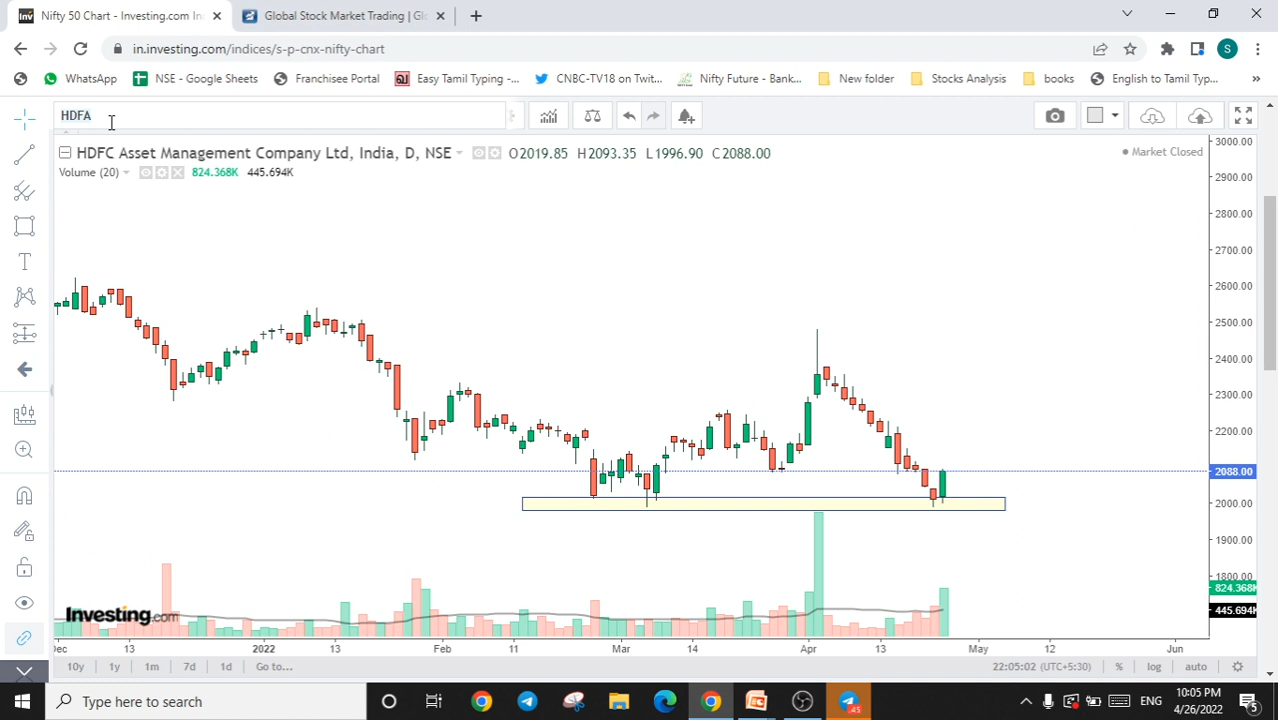 Nifty 50 Chart - Investing.com In
Global Stock Market Trading | Gl
in.investing.com/indices/s-p-cnx-nifty-chart
S
WhatsApp
NSE - Google Sheets
Franchisee Portal
Easy Tamil Typing -...
CNBC-TV18 on Twit...
Nifty Future - Bank...
New folder
Stocks Analysis
books
English to Tamil Typ...
»
HDFA
HDFC Asset Management Company Ltd, India, D, NSE O2019.85 H2093.35 L1996.90 C2088.00
Market Closed
Volume (20) 824.368K 445.694K
3000.00
2900.00
2800.00
2700.00
2600.00
2500.00
2400.00
2300.00
2200.00
2088.00
2000.00
1900.00
1800.00
824.368K
445.694K
Investing.com
Dec 13 2022 13 Feb 11 Mar 14 Apr 13 May 12 Jun
10y 1y 1m 7d 1d Go to... 22:05:02 (UTC+5:30) % log auto
Type here to search
45
ENG
10:05 PM
4/26/2022
5